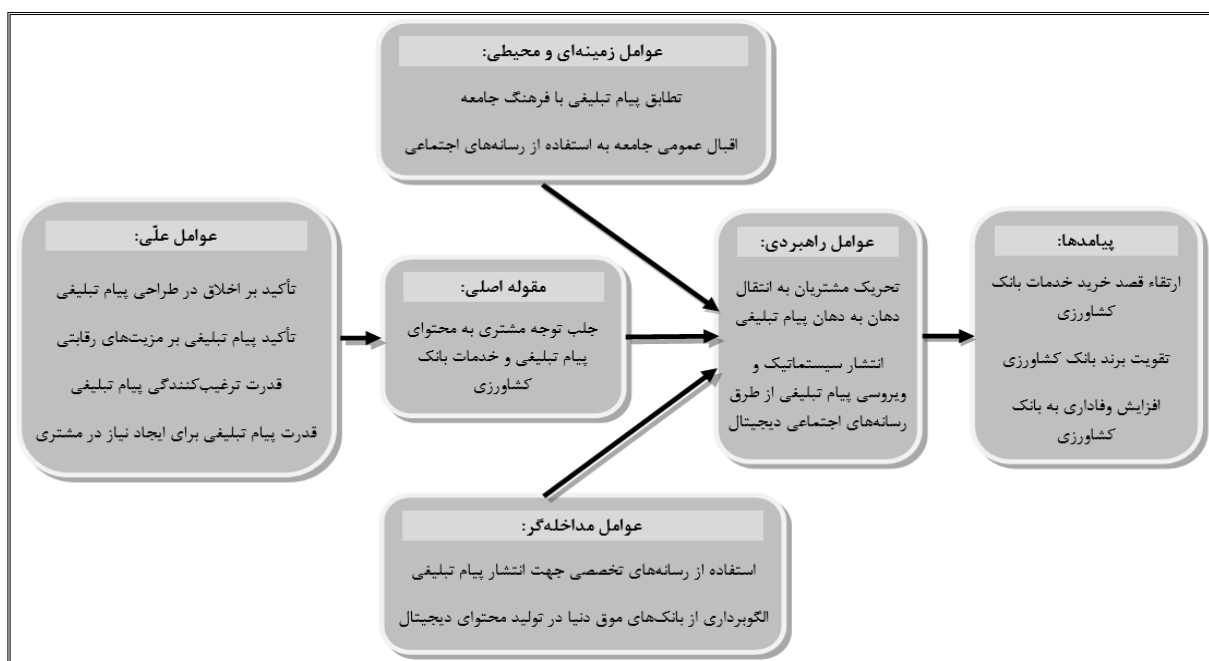 عوامل زمینه‌ای و محیطی:
تطابق پیام تبلیغی با فرهنگ جامعه
اقبال عمومی جامعه به استفاده از رسانه‌های اجتماعی
عوامل علّی:
تأکید بر اخلاق در طراحی پیام تبلیغی
تأکید پیام تبلیغی بر مزیت‌های رقابتی
قدرت ترغیب‌کنندگی پیام تبلیغی
قدرت پیام تبلیغی برای ایجاد نیاز در مشتری
مقوله اصلی:
جلب توجه مشتری به محتوای
پیام تبلیغی و خدمات بانک
کشاورزی
عوامل راهبردی:
تحریک مشتریان به انتقال
دهان به دهان پیام تبلیغی
انتشار سیستماتیک و
ویروسی پیام تبلیغی از طرق
رسانه‌های اجتماعی دیجیتال
پیامدها:
ارتقاء قصد خرید خدمات بانک
کشاورزی
تقویت برند بانک کشاورزی
افزایش وفاداری به بانک
کشاورزی
عوامل مداخله‌گر:
استفاده از رسانه‌های تخصصی جهت انتشار پیام تبلیغی
الگوبرداری از بانک‌های موق دنیا در تولید محتوای دیجیتال